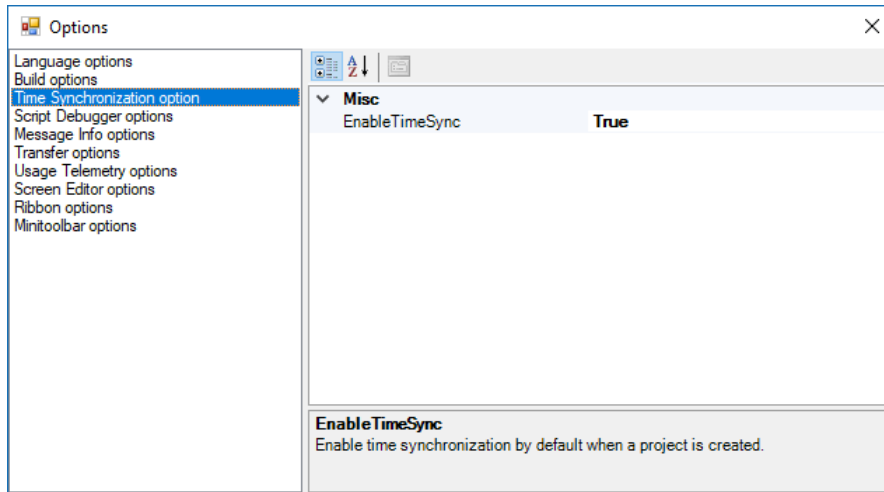 Options
Language options
Build options
Time Synchronization option
Script Debugger options
Message Info options
Transfer options
Usage Telemetry options
Screen Editor options
Ribbon options
Minitoolbar options
A
Z
Misc
EnableTimeSync True
EnableTimeSync
Enable time synchronization by default when a project is created.